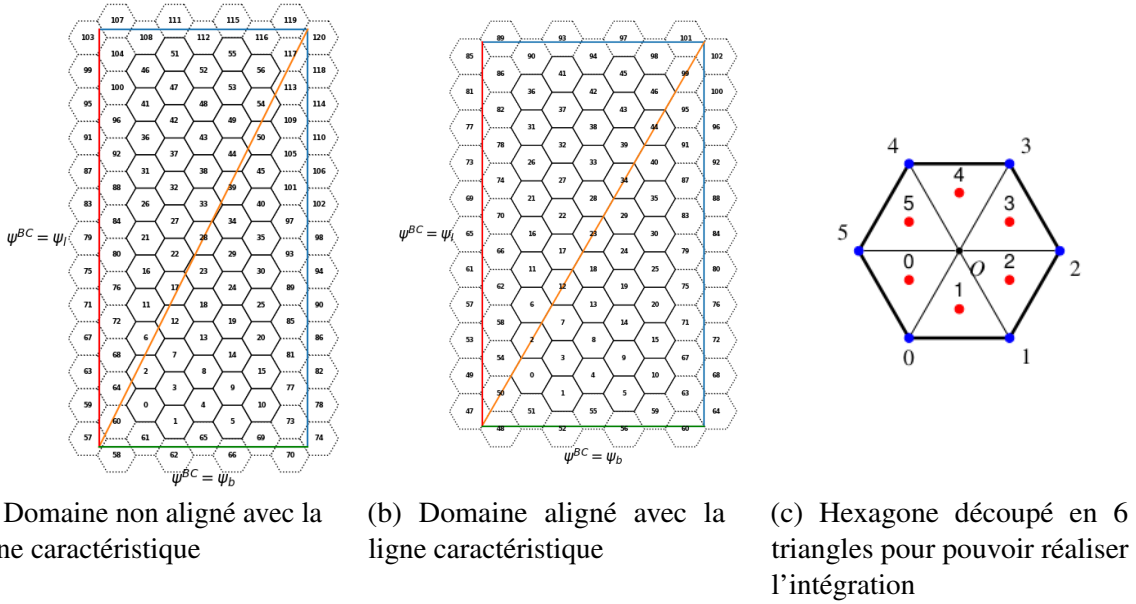 107 111 115 119
103 108 112 116 120
104 51 55 117
99 46 52 56 118
100 47 53 113
95 41 48 54 114
96 42 49 109
91 36 43 50 110
92 37 44 105
87 31 38 45 106
88 32 39 101
83 26 33 40 102
84 27 34 97
ψ^BC = ψ_l
79 21 28 35 98
80 22 29 93
75 16 23 30 94
76 17 24 89
71 11 18 25 90
72 12 19 85
67 6 13 20 86
68 7 14 81
63 2 8 15 82
64 3 9 77
59 0 4 10 78
60 1 5 73
57 61 65 69 74
58 62 66 70
ψ^BC = ψ_b
Domaine non aligné avec la
ne caractéristique
89 93 97 101
85 90 94 98 102
86 41 45 99
81 36 42 46 100
82 37 43 95
77 31 38 44 96
78 32 39 91
73 26 33 40 92
74 27 34 87
69 21 28 35 88
70 22 29 83
ψ^BC = ψ_l
65 16 23 30 84
66 17 24 79
61 11 18 25 80
62 12 19 75
57 6 13 20 76
58 7 14 71
53 2 8 15 72
54 3 9 67
49 0 4 10 68
50 1 5 63
47 51 55 59 64
48 52 56 60
ψ^BC = ψ_b
(b) Domaine aligné avec la
ligne caractéristique
4 3
4
5 3
5
0 O 2 2
1
0 1
(c) Hexagone découpé en 6
triangles pour pouvoir réaliser
l'intégration